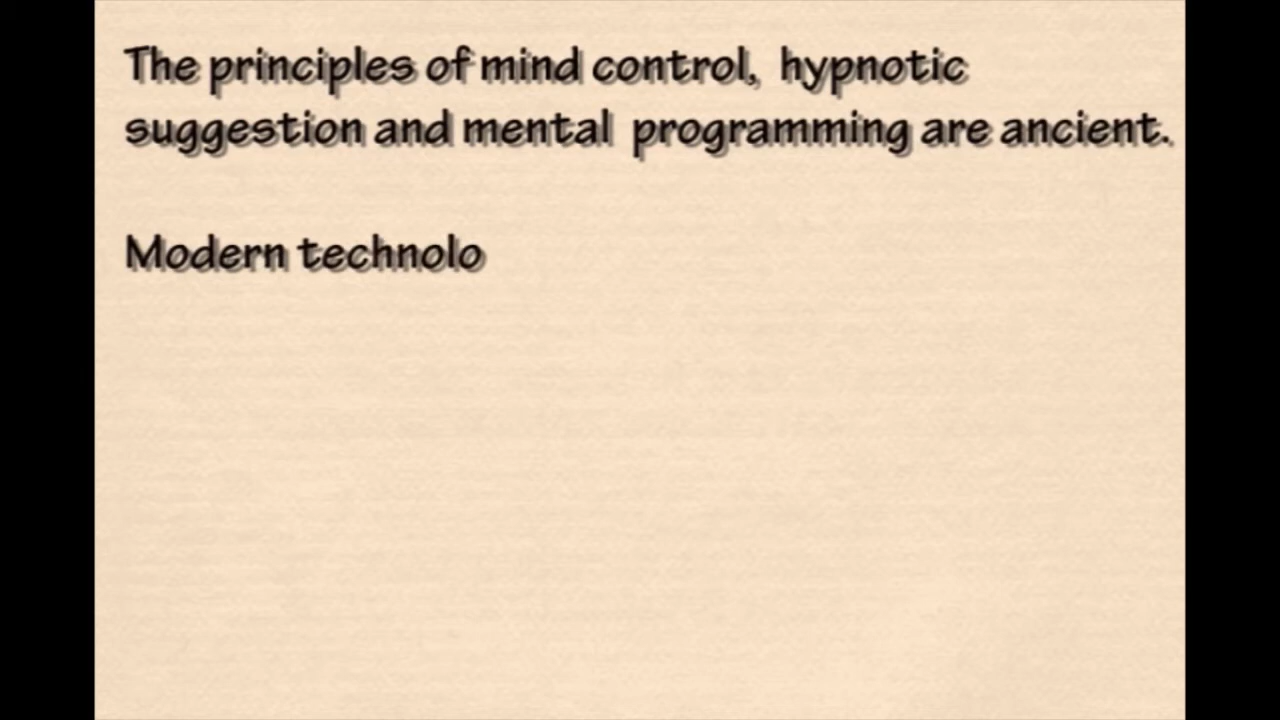 The principles of mind control,  hypnotic
suggestion and mental  programming are ancient.
Modern technolo